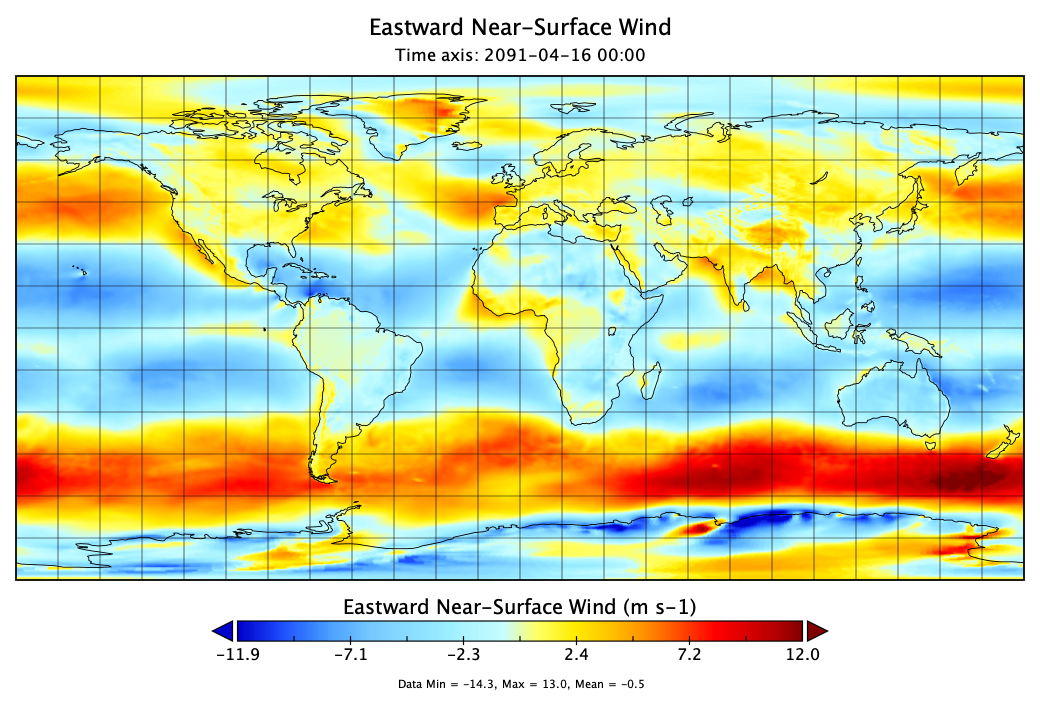 Eastward Near-Surface Wind
Time axis: 2091-04-16 00:00
Eastward Near-Surface Wind (m s-1)
-11.9 -7.1 -2.3 2.4 7.2 12.0
Data Min = -14.3, Max = 13.0, Mean = -0.5